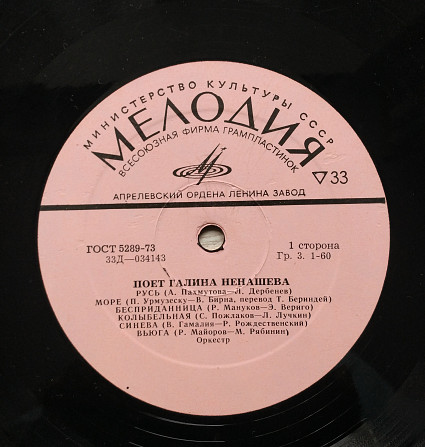 МИНИСТЕРСТВО КУЛЬТУРЫ СССР
МЕЛОДИЯ
ВСЕСОЮЗНАЯ ФИРМА ГРАМПЛАСТИНОК
АПРЕЛЕВСКИЙ ОРДЕНА ЛЕНИНА ЗАВОД
33
ГОСТ 5289-73
33Д—034143
1 сторона
Гр. 3. 1-60
ПОЕТ ГАЛИНА НЕНАШЕВА
РУСЬ (А. Пахмутова—Л. Дербенев)
МОРЕ (П. Урмузеску—В. Бирна, перевод Т. Бериндей)
БЕСПРИДАННИЦА (Р. Мануков—Э. Вериго)
КОЛЫБЕЛЬНАЯ (С. Пожлаков—Л. Лучкин)
СИНЕВА (В. Гамалия—Р. Рождественский)
ВЬЮГА (Р. Майоров—М. Рябинин)
Оркестр